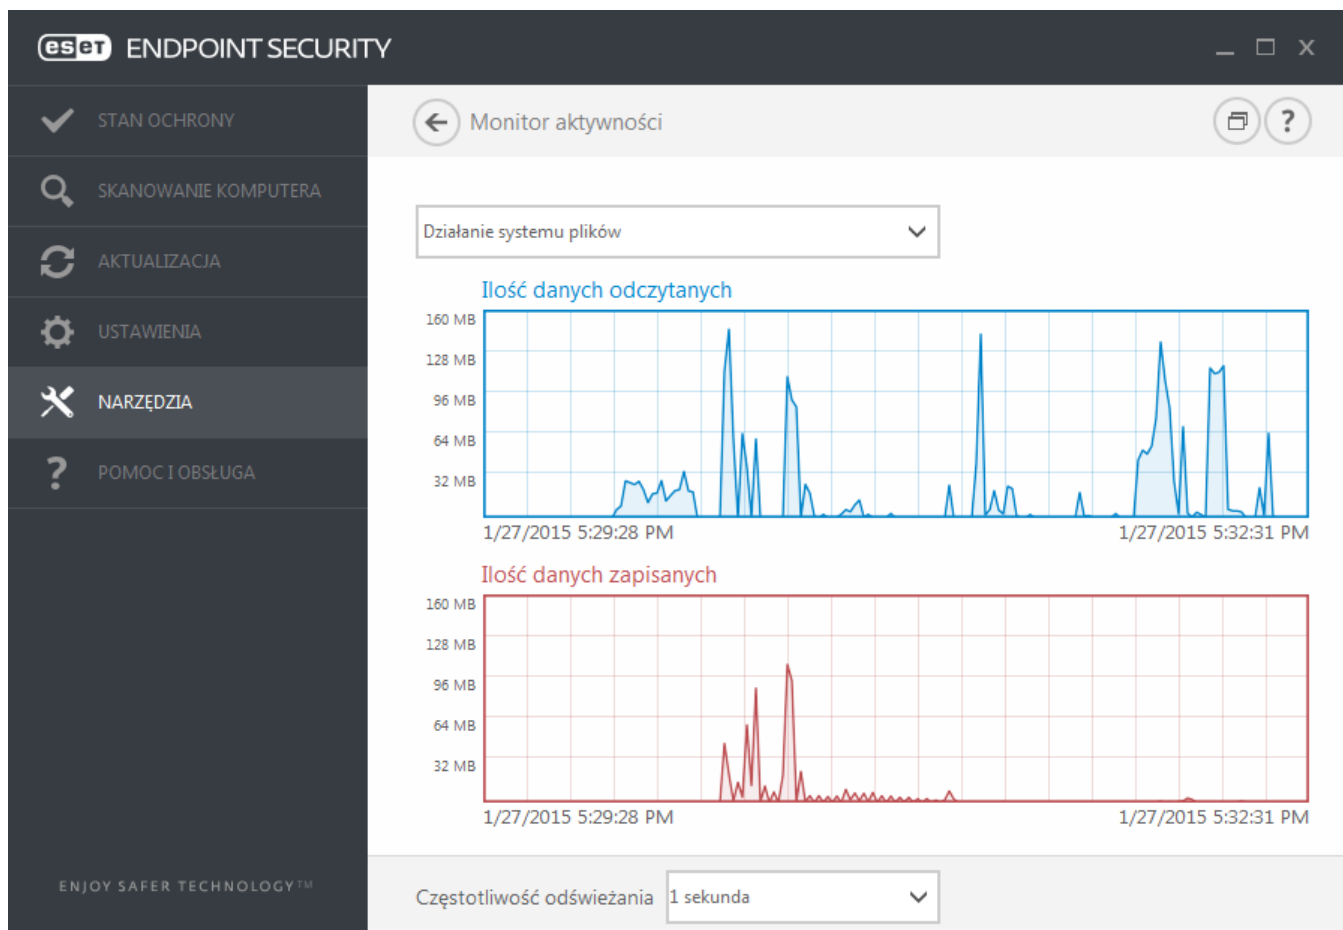 eset ENDPOINT SECURITY
STAN OCHRONY
SKANOWANIE KOMPUTERA
AKTUALIZACJA
USTAWIENIA
NARZĘDZIA
POMOC I OBSŁUGA
ENJOY SAFER TECHNOLOGY™
Monitor aktywności
?
Działanie systemu plików
Ilość danych odczytanych
160 MB
128 MB
96 MB
64 MB
32 MB
1/27/2015 5:29:28 PM 1/27/2015 5:32:31 PM
Ilość danych zapisanych
160 MB
128 MB
96 MB
64 MB
32 MB
1/27/2015 5:29:28 PM 1/27/2015 5:32:31 PM
Częstotliwość odświeżania 1 sekunda